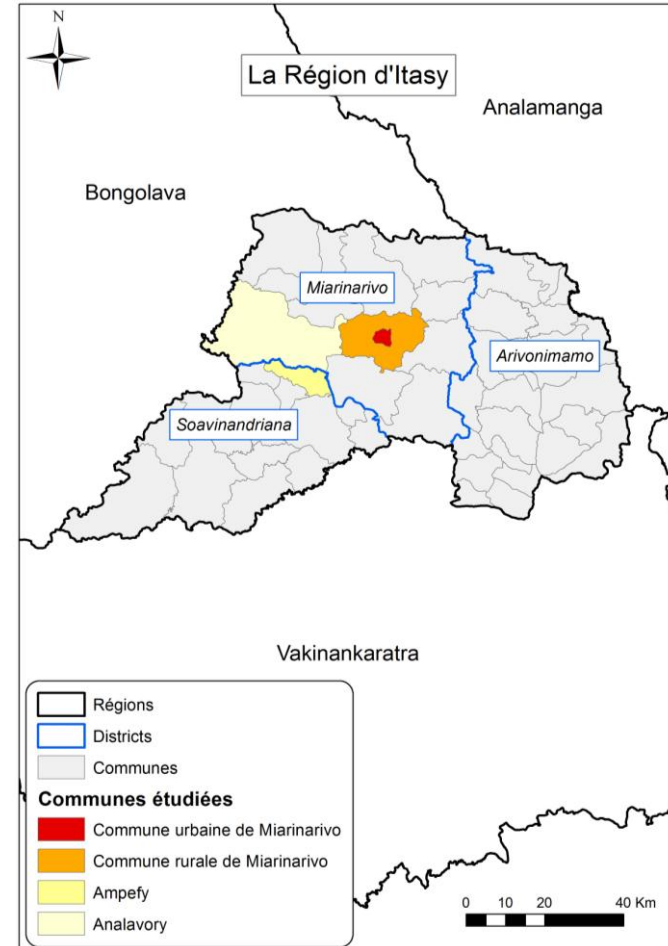 N
La Région d'Itasy
Analamanga
Bongolava
Miarinarivo
Arivonimamo
Soavinandriana
Vakinankaratra
Régions
Districts
Communes
Communes étudiées
Commune urbaine de Miarinarivo
Commune rurale de Miarinarivo
Ampefy
Analavory
0 10 20 40 Km